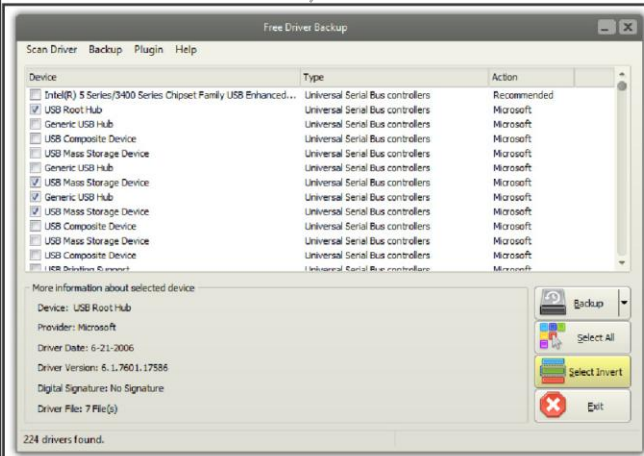 Free Driver Backup
Scan Driver Backup Plugin Help
Device Type Action
Intel(R) 5 Series/3400 Series Chipset Family USB Enhanced... Universal Serial Bus controllers Recommended
USB Root Hub Universal Serial Bus controllers Microsoft
Generic USB Hub Universal Serial Bus controllers Microsoft
USB Composite Device Universal Serial Bus controllers Microsoft
USB Mass Storage Device Universal Serial Bus controllers Microsoft
Generic USB Hub Universal Serial Bus controllers Microsoft
USB Mass Storage Device Universal Serial Bus controllers Microsoft
Generic USB Hub Universal Serial Bus controllers Microsoft
USB Mass Storage Device Universal Serial Bus controllers Microsoft
USB Composite Device Universal Serial Bus controllers Microsoft
USB Mass Storage Device Universal Serial Bus controllers Microsoft
USB Composite Device Universal Serial Bus controllers Microsoft
USB Printing Support Universal Serial Bus controllers Microsoft
More information about selected device
Device: USB Root Hub
Provider: Microsoft
Driver Date: 6-21-2006
Driver Version: 6.1.7601.17586
Digital Signature: No Signature
Driver File: 7 File(s)
Backup
Select All
Select Invert
Exit
224 drivers found.